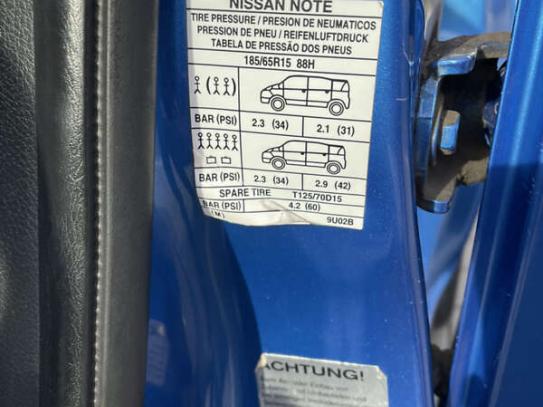 NISSAN NOTE
TIRE PRESSURE / PRESION DE NEUMATICOS
PRESSION DE PNEU / REIFENLUFTDRUCK
TABELA DE PRESSÃO DOS PNEUS
185/65R15 88H
BAR (PSI) 2.3 (34) 2.1 (31)
BAR (PSI) 2.3 (34) 2.9 (42)
SPARE TIRE T125/70D15
BAR (PSI) 4.2 (60)
(M) 9U02B
ACHTUNG!